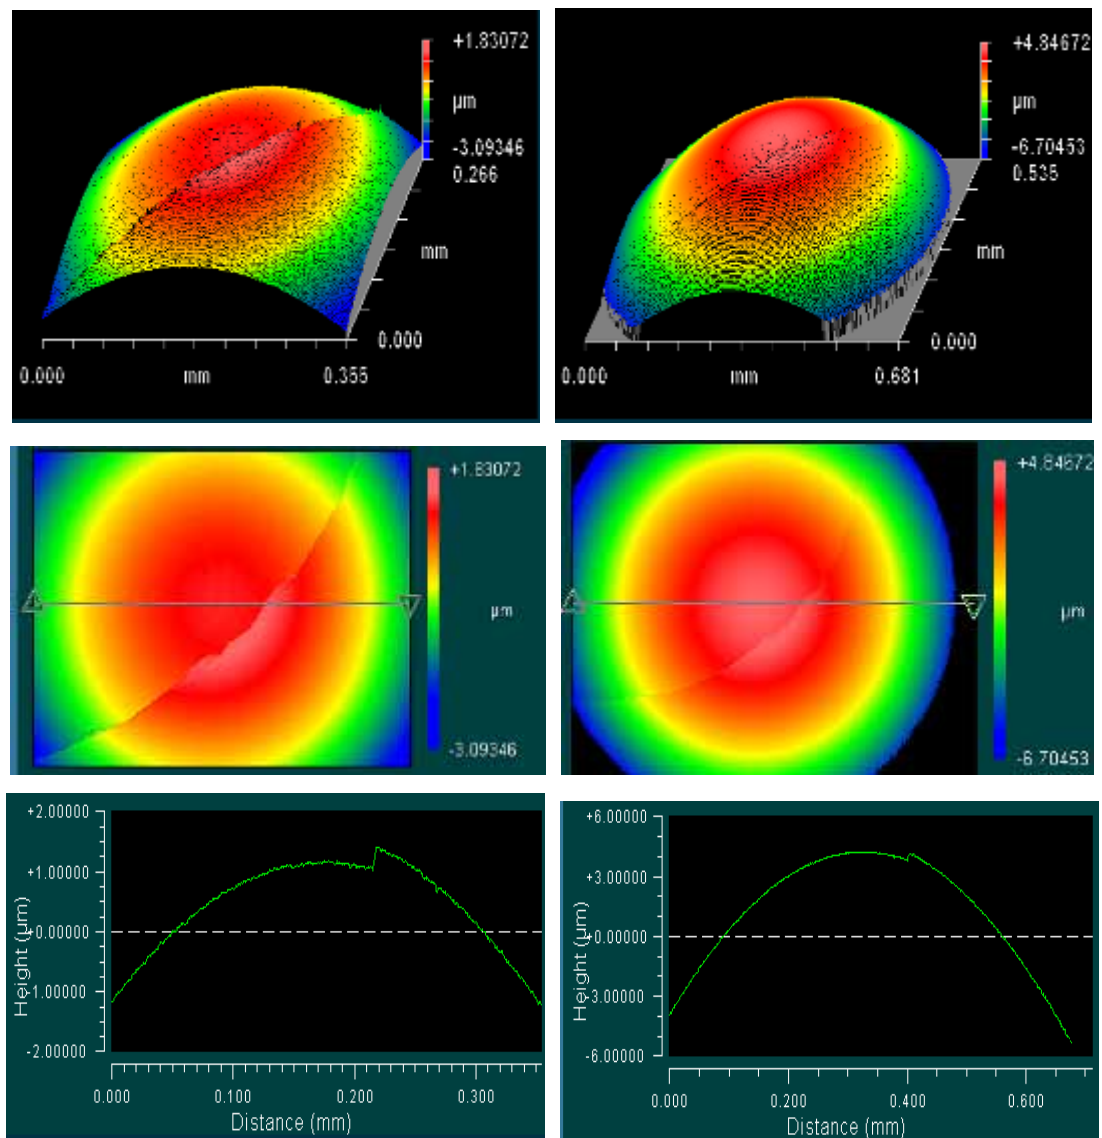 +1.83072
µm
-3.09346
0.266
mm
0.000
0.000
mm
0.355
+4.84672
µm
-6.70453
0.535
mm
0.000
0.000
mm
0.681
+1.83072
µm
-3.09346
+4.84672
µm
-6.70453
+2.00000
+1.00000
+0.00000
-1.00000
-2.00000
Height (µm)
0.000
0.100
0.200
0.300
Distance (mm)
+6.00000
+3.00000
+0.00000
-3.00000
-6.00000
Height (µm)
0.000
0.200
0.400
0.600
Distance (mm)